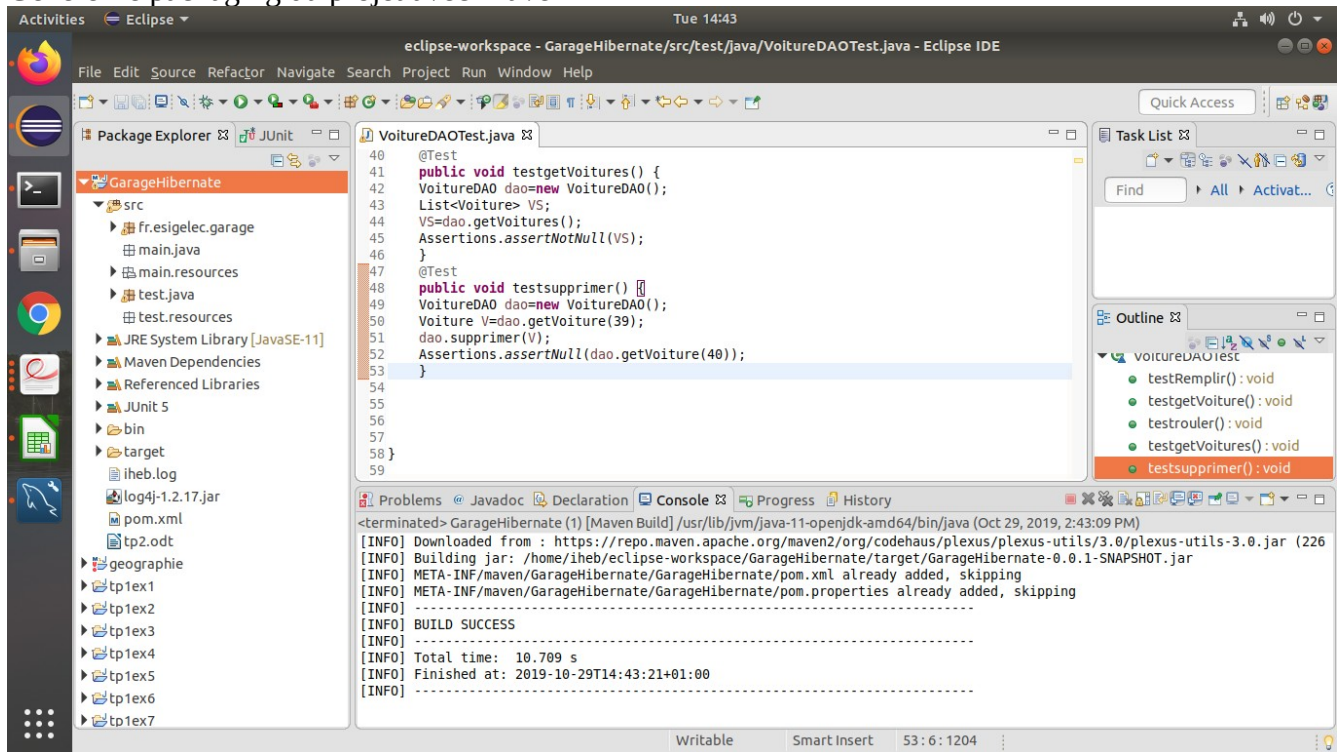 Activities Eclipse Tue 14:43
eclipse-workspace - GarageHibernate/src/test/java/VoitureDAOTest.java - Eclipse IDE
File Edit Source Refactor Navigate Search Project Run Window Help
Quick Access
Package Explorer JUnit
GarageHibernate
src
fr.esigelec.garage
main.java
main.resources
test.java
test.resources
JRE System Library [JavaSE-11]
Maven Dependencies
Referenced Libraries
JUnit 5
bin
target
iheb.log
log4j-1.2.17.jar
pom.xml
tp2.odt
geographie
tp1ex1
tp1ex2
tp1ex3
tp1ex4
tp1ex5
tp1ex6
tp1ex7
VoitureDAOTest.java
40 @Test
41 public void testgetVoitures() {
42 VoitureDAO dao=new VoitureDAO();
43 List<Voiture> VS;
44 VS=dao.getVoitures();
45 Assertions.assertNotNull(VS);
46 }
47 @Test
48 public void testsupprimer() {
49 VoitureDAO dao=new VoitureDAO();
50 Voiture V=dao.getVoiture(39);
51 dao.supprimer(V);
52 Assertions.assertNull(dao.getVoiture(40));
53 }
54
55
56
57
58 }
59
Task List
Find All Activat...
Outline
VoitureDAOTest
testRemplir() : void
testgetVoiture() : void
testrouler() : void
testgetVoitures() : void
testsupprimer() : void
Problems Javadoc Declaration Console Progress History
<terminated> GarageHibernate (1) [Maven Build] /usr/lib/jvm/java-11-openjdk-amd64/bin/java (Oct 29, 2019, 2:43:09 PM)
[INFO] Downloaded from : https://repo.maven.apache.org/maven2/org/codehaus/plexus/plexus-utils/3.0/plexus-utils-3.0.jar (226
[INFO] Building jar: /home/iheb/eclipse-workspace/GarageHibernate/target/GarageHibernate-0.0.1-SNAPSHOT.jar
[INFO] META-INF/maven/GarageHibernate/GarageHibernate/pom.xml already added, skipping
[INFO] META-INF/maven/GarageHibernate/GarageHibernate/pom.properties already added, skipping
[INFO] ------------------------------------------------------------------------
[INFO] BUILD SUCCESS
[INFO] ------------------------------------------------------------------------
[INFO] Total time: 10.709 s
[INFO] Finished at: 2019-10-29T14:43:21+01:00
[INFO] ------------------------------------------------------------------------
Writable Smart Insert 53 : 6 : 1204